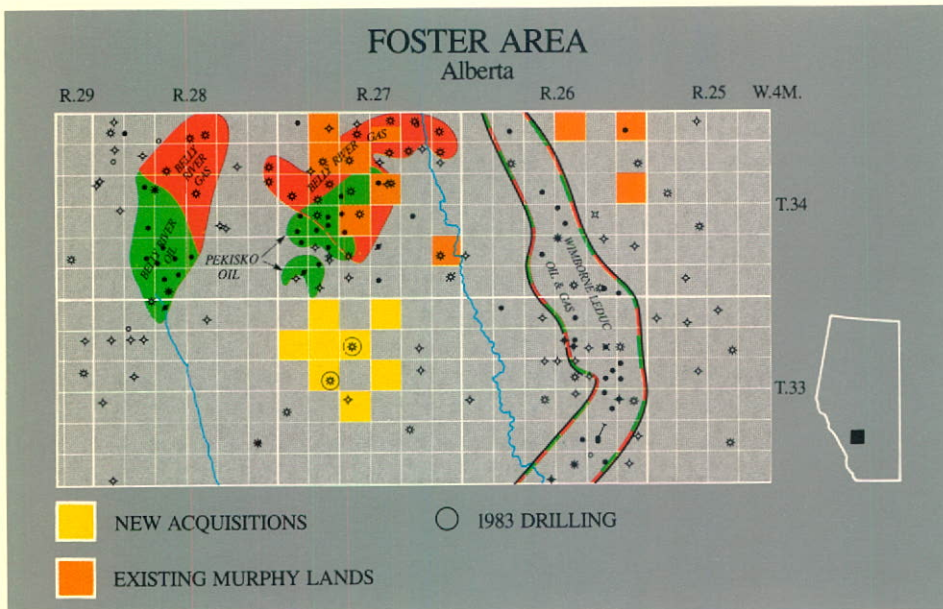 FOSTER AREA
Alberta
R.29 R.28 R.27 R.26 R.25 W.4M.
BELLY RIVER GAS
BELLY RIVER GAS
T.34
BELLY RIVER OIL
PEKISKO OIL
WIMBORNE LEDUC
OIL & GAS
T.33
NEW ACQUISITIONS
1983 DRILLING
EXISTING MURPHY LANDS